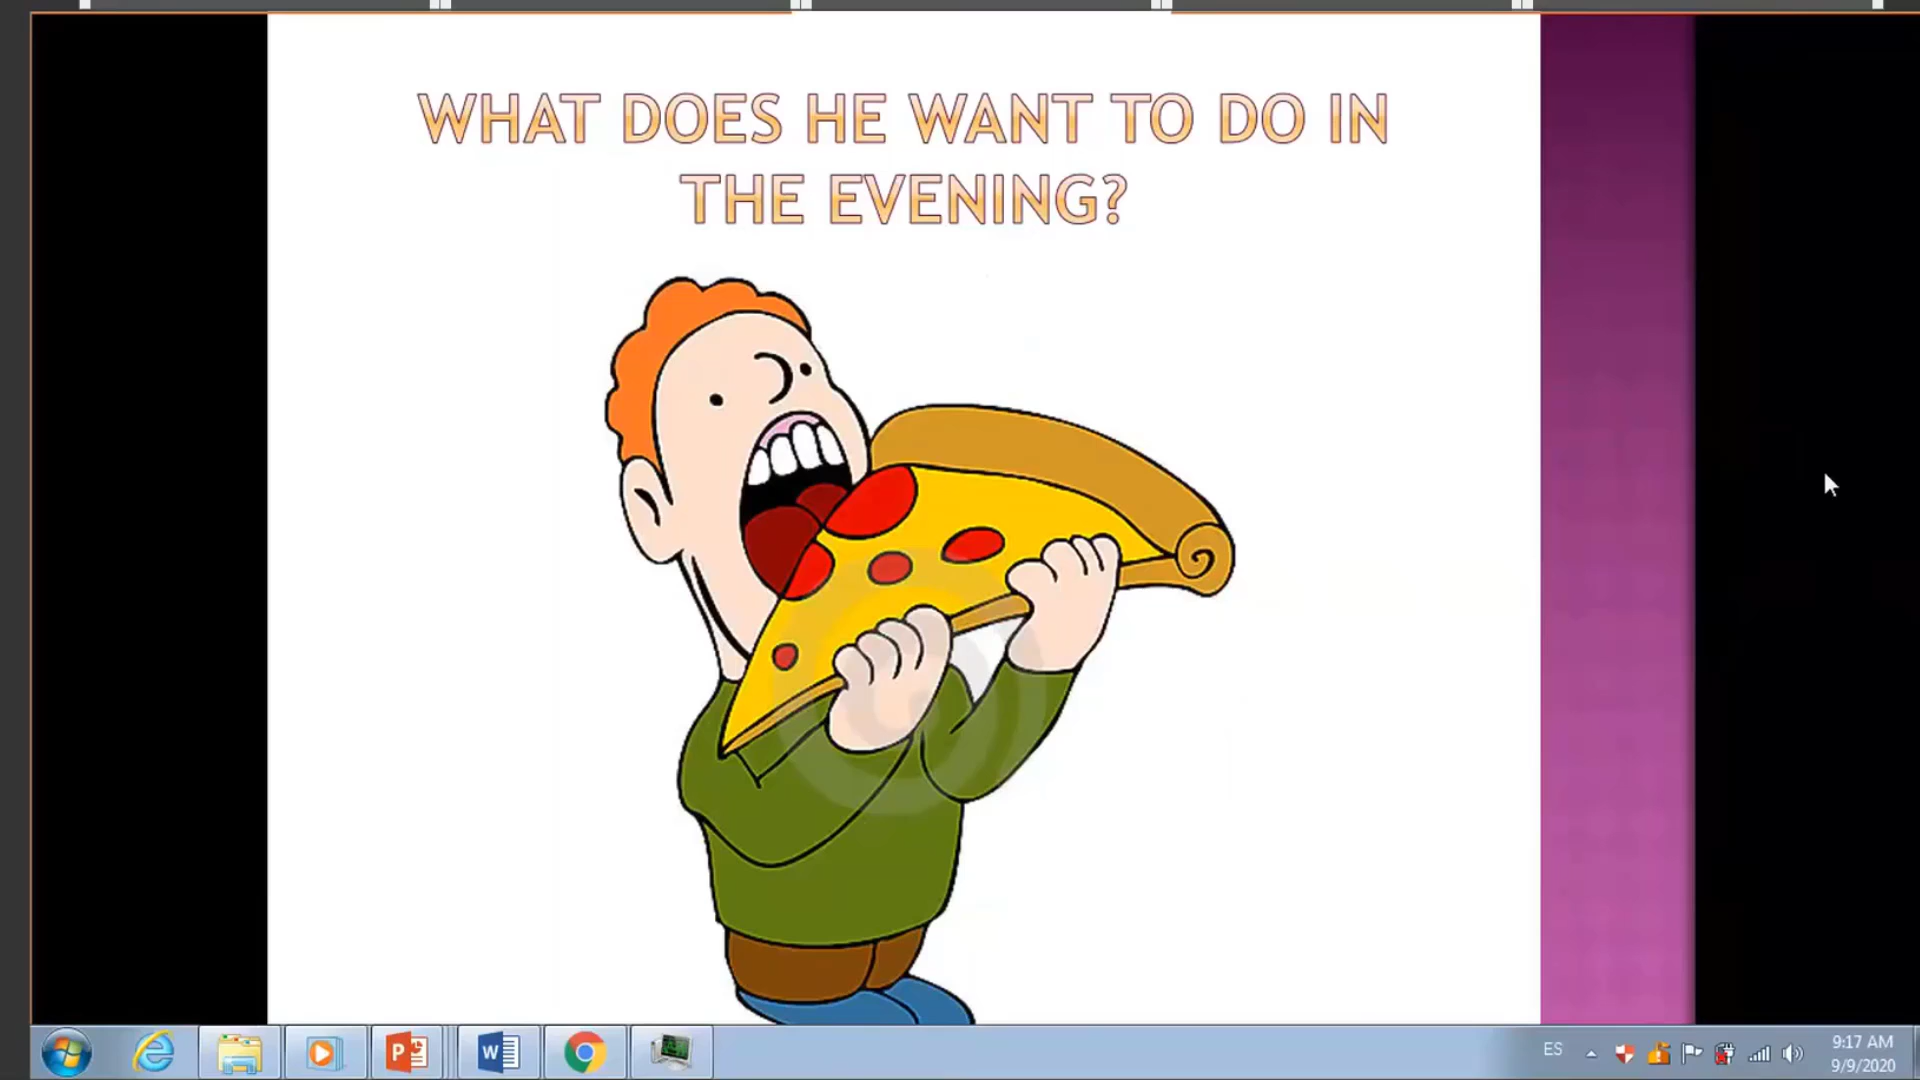 WHAT DOES HE WANT TO DO IN
THE EVENING?
ES
9:17 AM
9/9/2020